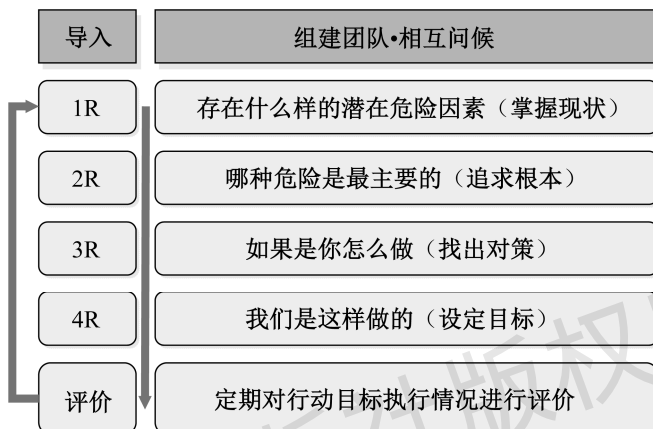 导入 组建团队•相互问候
1R 存在什么样的潜在危险因素（掌握现状）
2R 哪种危险是最主要的（追求根本）
3R 如果是你怎么做（找出对策）
4R 我们是这样做的（设定目标）
评价 定期对行动目标执行情况进行评价
社版权